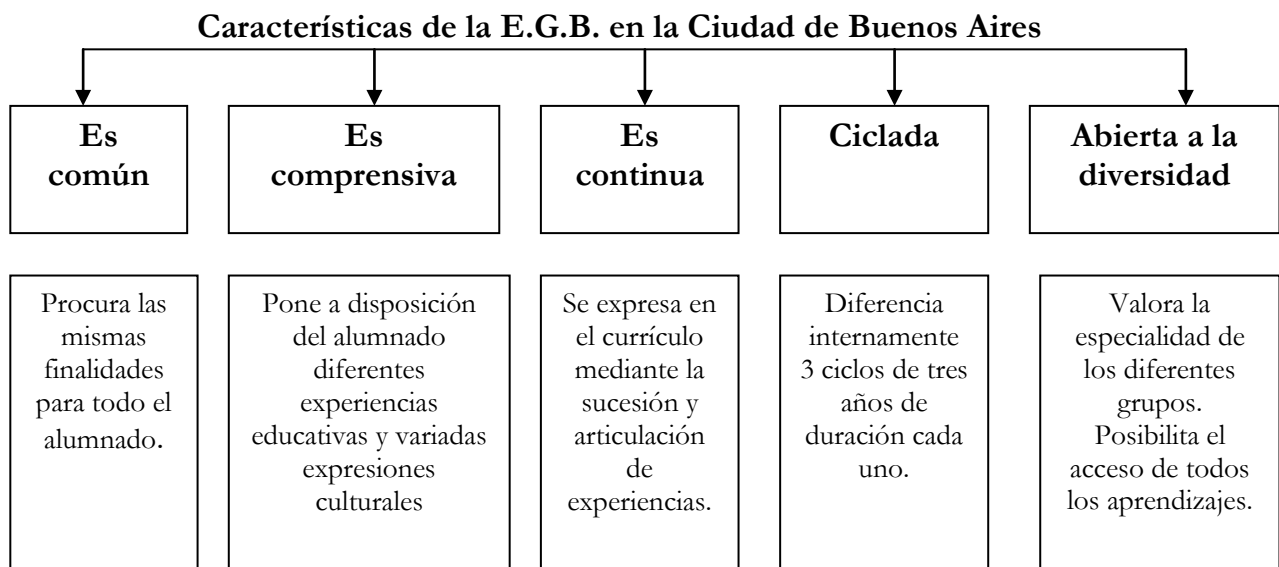 Características de la E.G.B. en la Ciudad de Buenos Aires
Es
común
Es
comprensiva
Es
continua
Ciclada
Abierta a la
diversidad
Procura las
mismas
finalidades
para todo el
alumnado.
Pone a disposición
del alumnado
diferentes
experiencias
educativas y variadas
expresiones
culturales
Se expresa en
el currículo
mediante la
sucesión y
articulación
de
experiencias.
Diferencia
internamente
3 ciclos de tres
años de
duración cada
uno.
Valora la
especialidad de
los diferentes
grupos.
Posibilita el
acceso de todos
los aprendizajes.